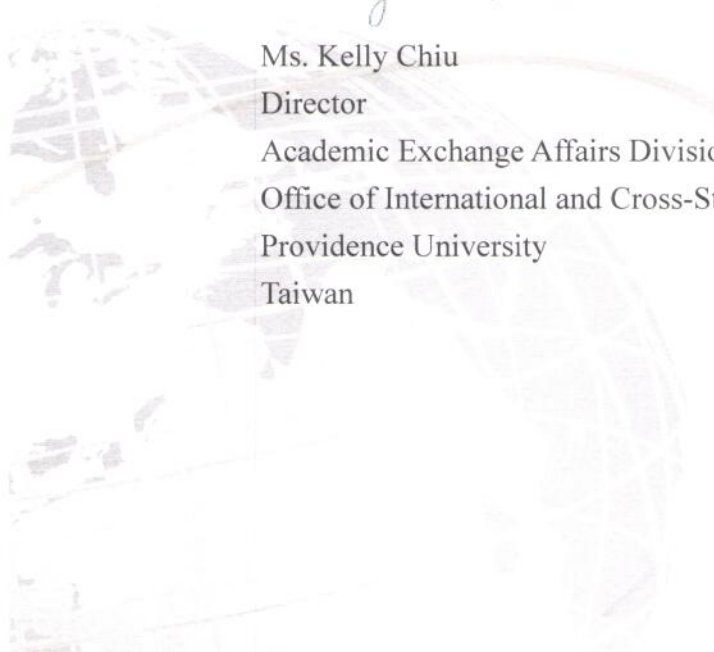 Ms. Kelly Chiu
Director
Academic Exchange Affairs
Office of International and
Providence University
Taiwan